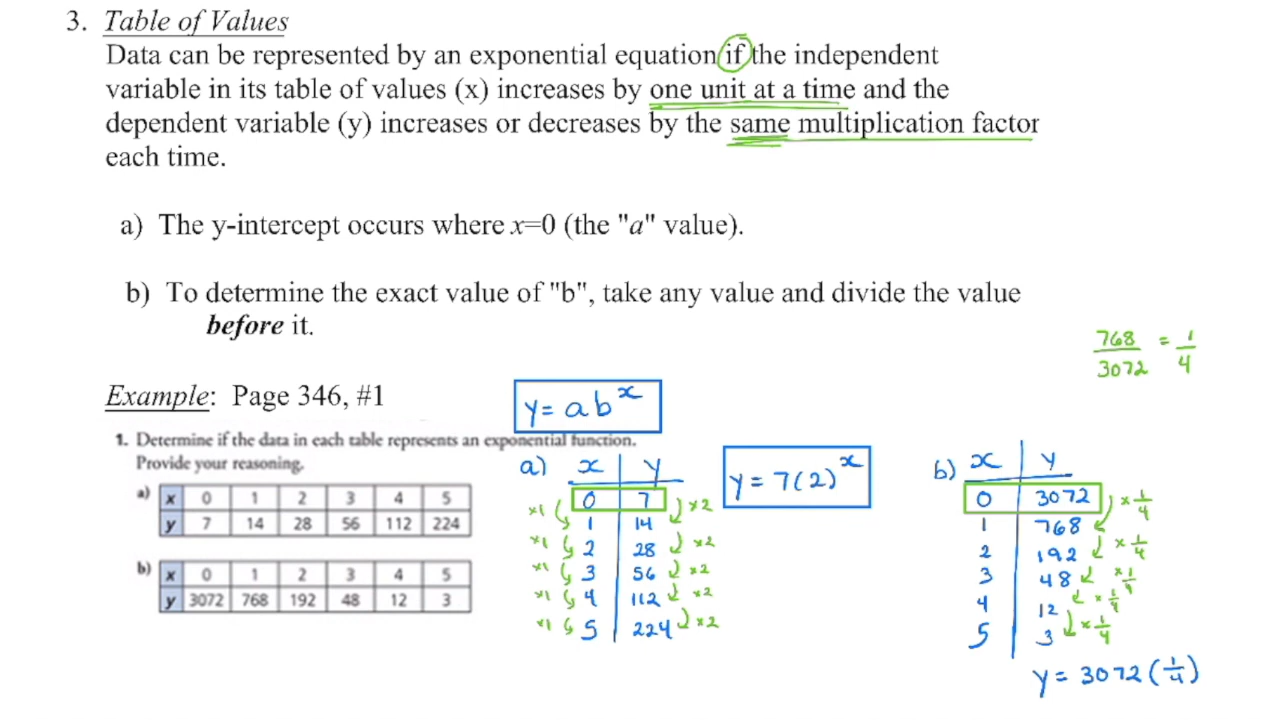 3. Table of Values
Data can be represented by an exponential equation if the independent
variable in its table of values (x) increases by one unit at a time and the
dependent variable (y) increases or decreases by the same multiplication factor
each time.
a) The y-intercept occurs where x=0 (the "a" value).
b) To determine the exact value of "b", take any value and divide the value
before it.
768/3072 = 1/4
Example: Page 346, #1
y = ab^x
1. Determine if the data in each table represents an exponential function.
Provide your reasoning.
a) x 0 1 2 3 4 5
y 7 14 28 56 112 224
b) x 0 1 2 3 4 5
y 3072 768 192 48 12 3
a) x y
0 7
×1 1 14 ×2
×1 2 28 ×2
×1 3 56 ×2
×1 4 112 ×2
×1 5 224 ×2
y = 7(2)^x
b) x y
0 3072
1 768 ×1/4
2 192 ×1/4
3 48 ×1/4
4 12 ×1/4
5 3 ×1/4
y = 3072(1/4)